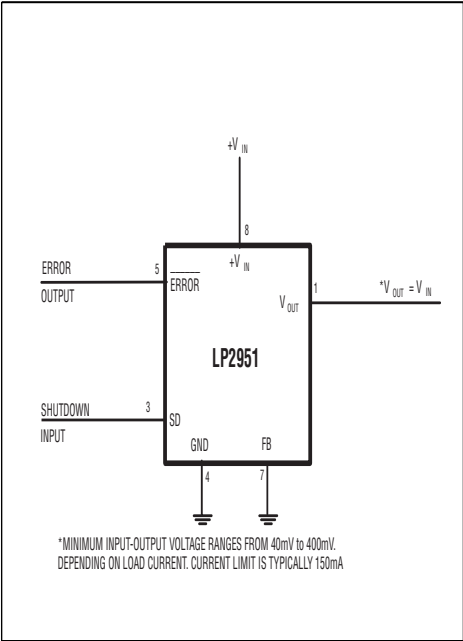 +V IN
8
+V IN
ERROR
5
ERROR
OUTPUT
1
*V OUT = V IN
V OUT
LP2951
SHUTDOWN
3
SD
INPUT
GND
FB
4
7
*MINIMUM INPUT-OUTPUT VOLTAGE RANGES FROM 40mV to 400mV.
DEPENDING ON LOAD CURRENT. CURRENT LIMIT IS TYPICALLY 150mA